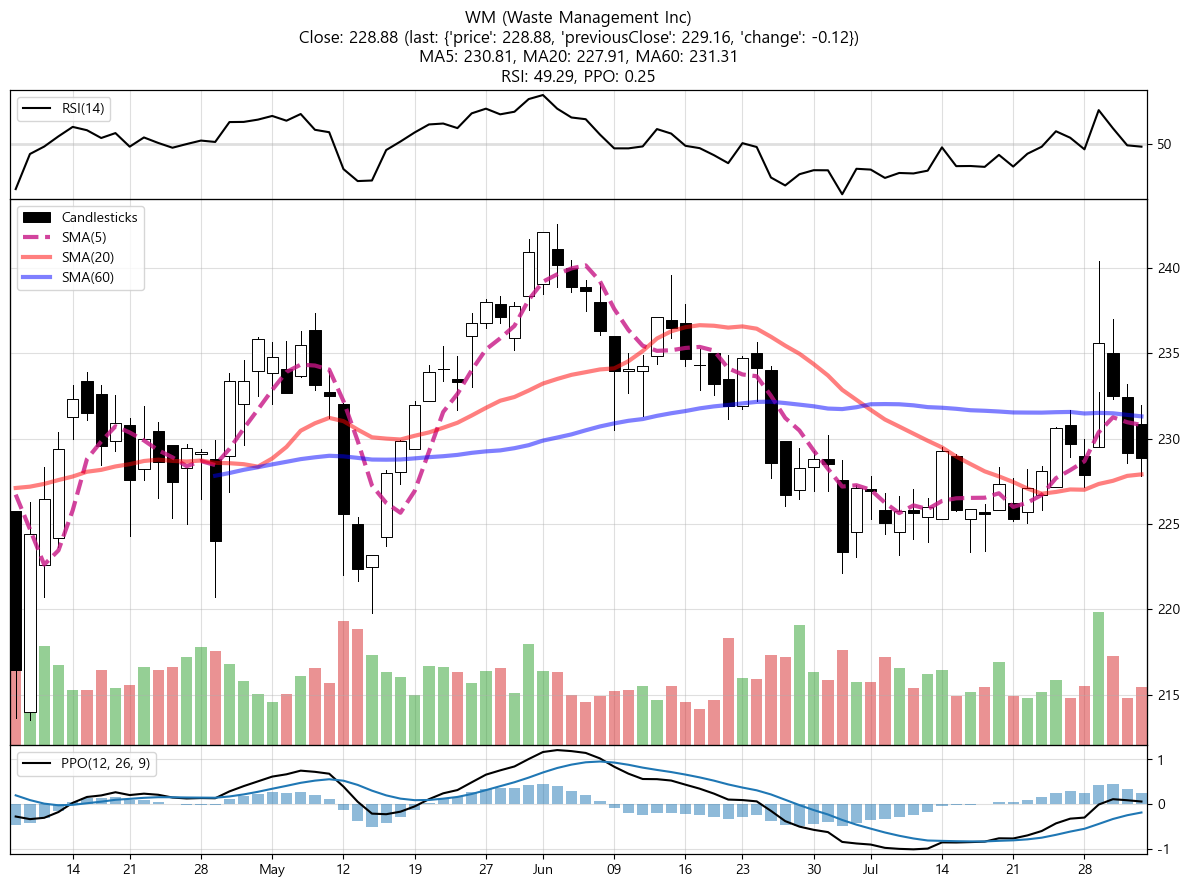 WM (Waste Management Inc)
Close: 228.88 (last: {'price': 228.88, 'previousClose': 229.16, 'change': -0.12})
MA5: 230.81, MA20: 227.91, MA60: 231.31
RSI: 49.29, PPO: 0.25
RSI(14)
50
Candlesticks
SMA(5)
SMA(20)
SMA(60)
240
235
230
225
220
215
PPO(12, 26, 9)
1
0
-1
14 21 28 May 12 19 27 Jun 09 16 23 30 Jul 14 21 28